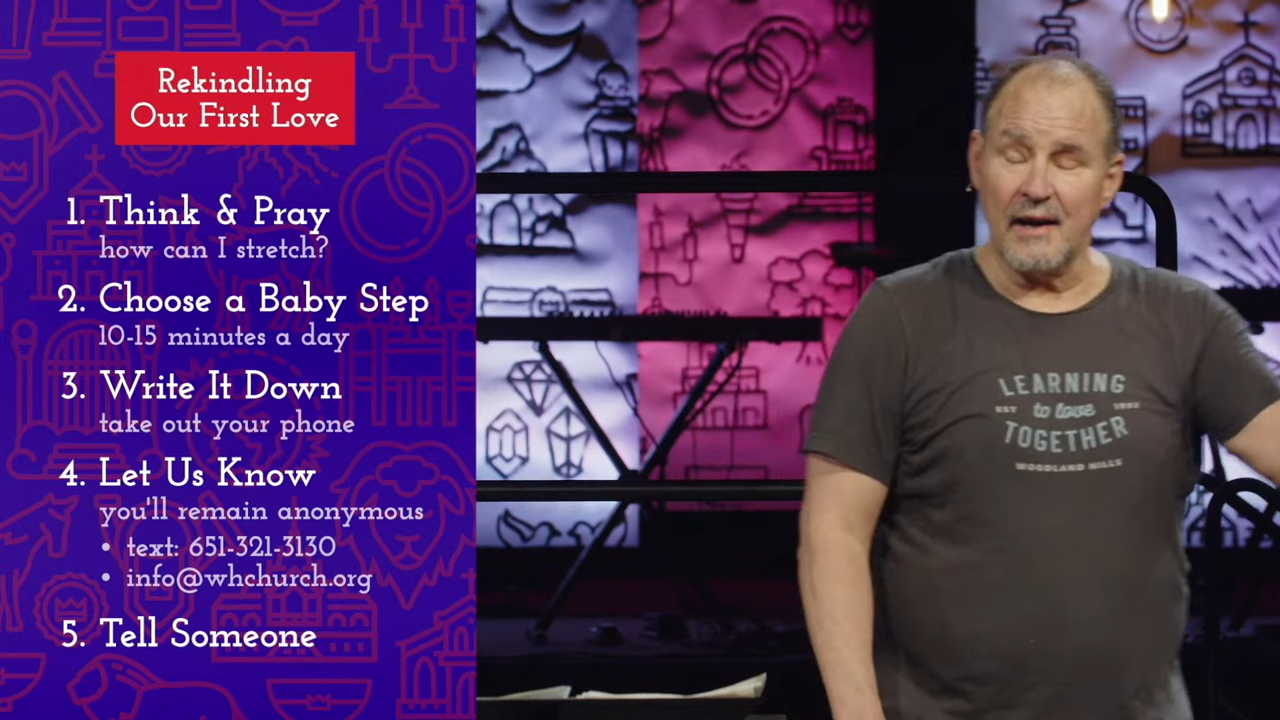 Rekindling
Our First Love
1. Think & Pray
how can I stretch?
2. Choose a Baby Step
10-15 minutes a day
3. Write It Down
take out your phone
4. Let Us Know
you'll remain anonymous
• text: 651-321-3130
• info@whchurch.org
5. Tell Someone
LEARNING
EST to love
TOGETHER
WOODLAND HILLS